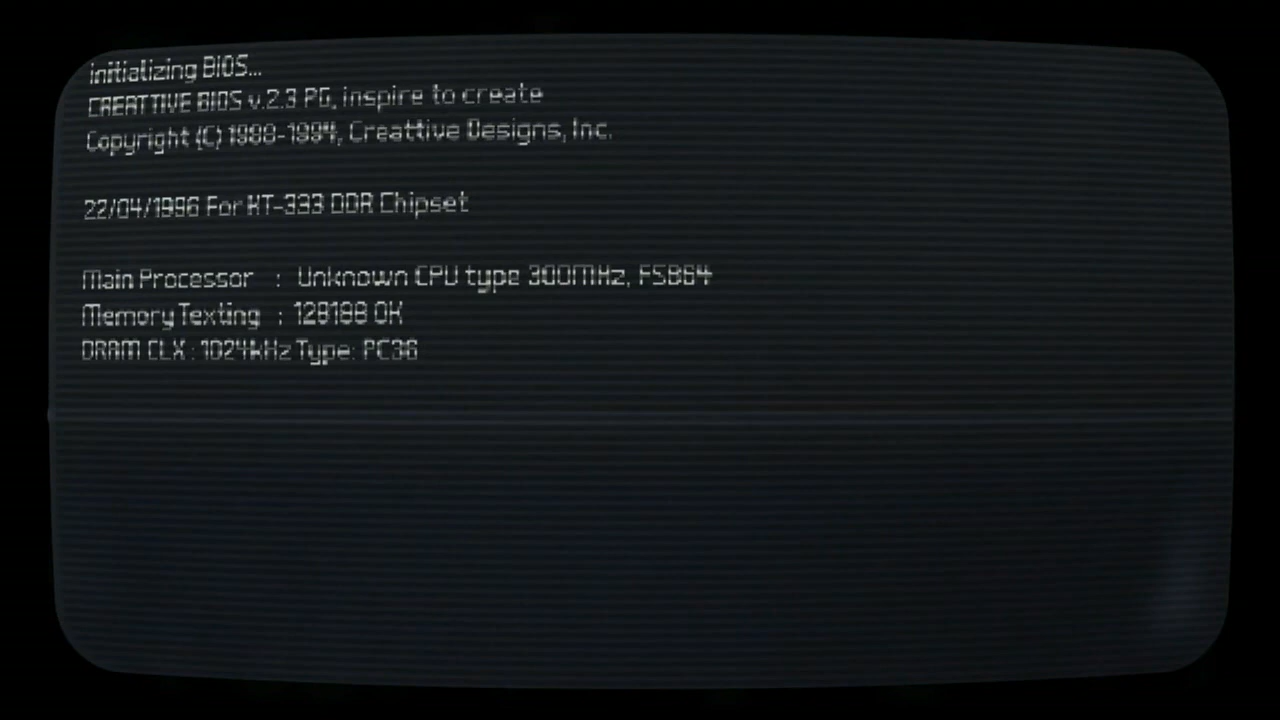 initializing BIOS...
CREATTIVE BIOS v.2.3 PG, inspire to create
Copyright (C) 1988-1994, Creattive Designs, Inc.
22/04/1996 For KT-333 DDR Chipset
Main Processor : Unknown CPU type 300MHz, FSB64
Memory Texting : 128188 OK
DRAM CLX : 1024kHz Type: PC36